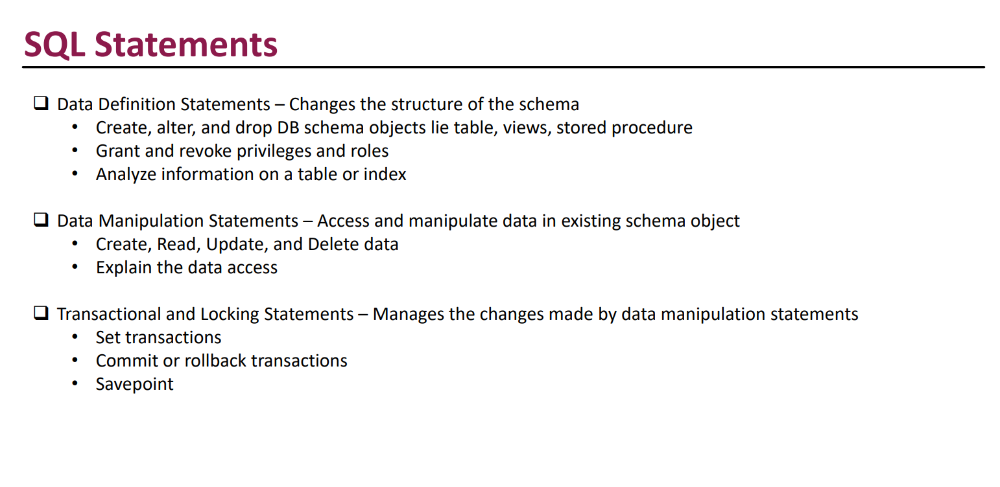 SQL Statements
❑ Data Definition Statements – Changes the structure of the schema
• Create, alter, and drop DB schema objects lie table, views, stored procedure
• Grant and revoke privileges and roles
• Analyze information on a table or index
❑ Data Manipulation Statements – Access and manipulate data in existing schema object
• Create, Read, Update, and Delete data
• Explain the data access
❑ Transactional and Locking Statements – Manages the changes made by data manipulation statements
• Set transactions
• Commit or rollback transactions
• Savepoint